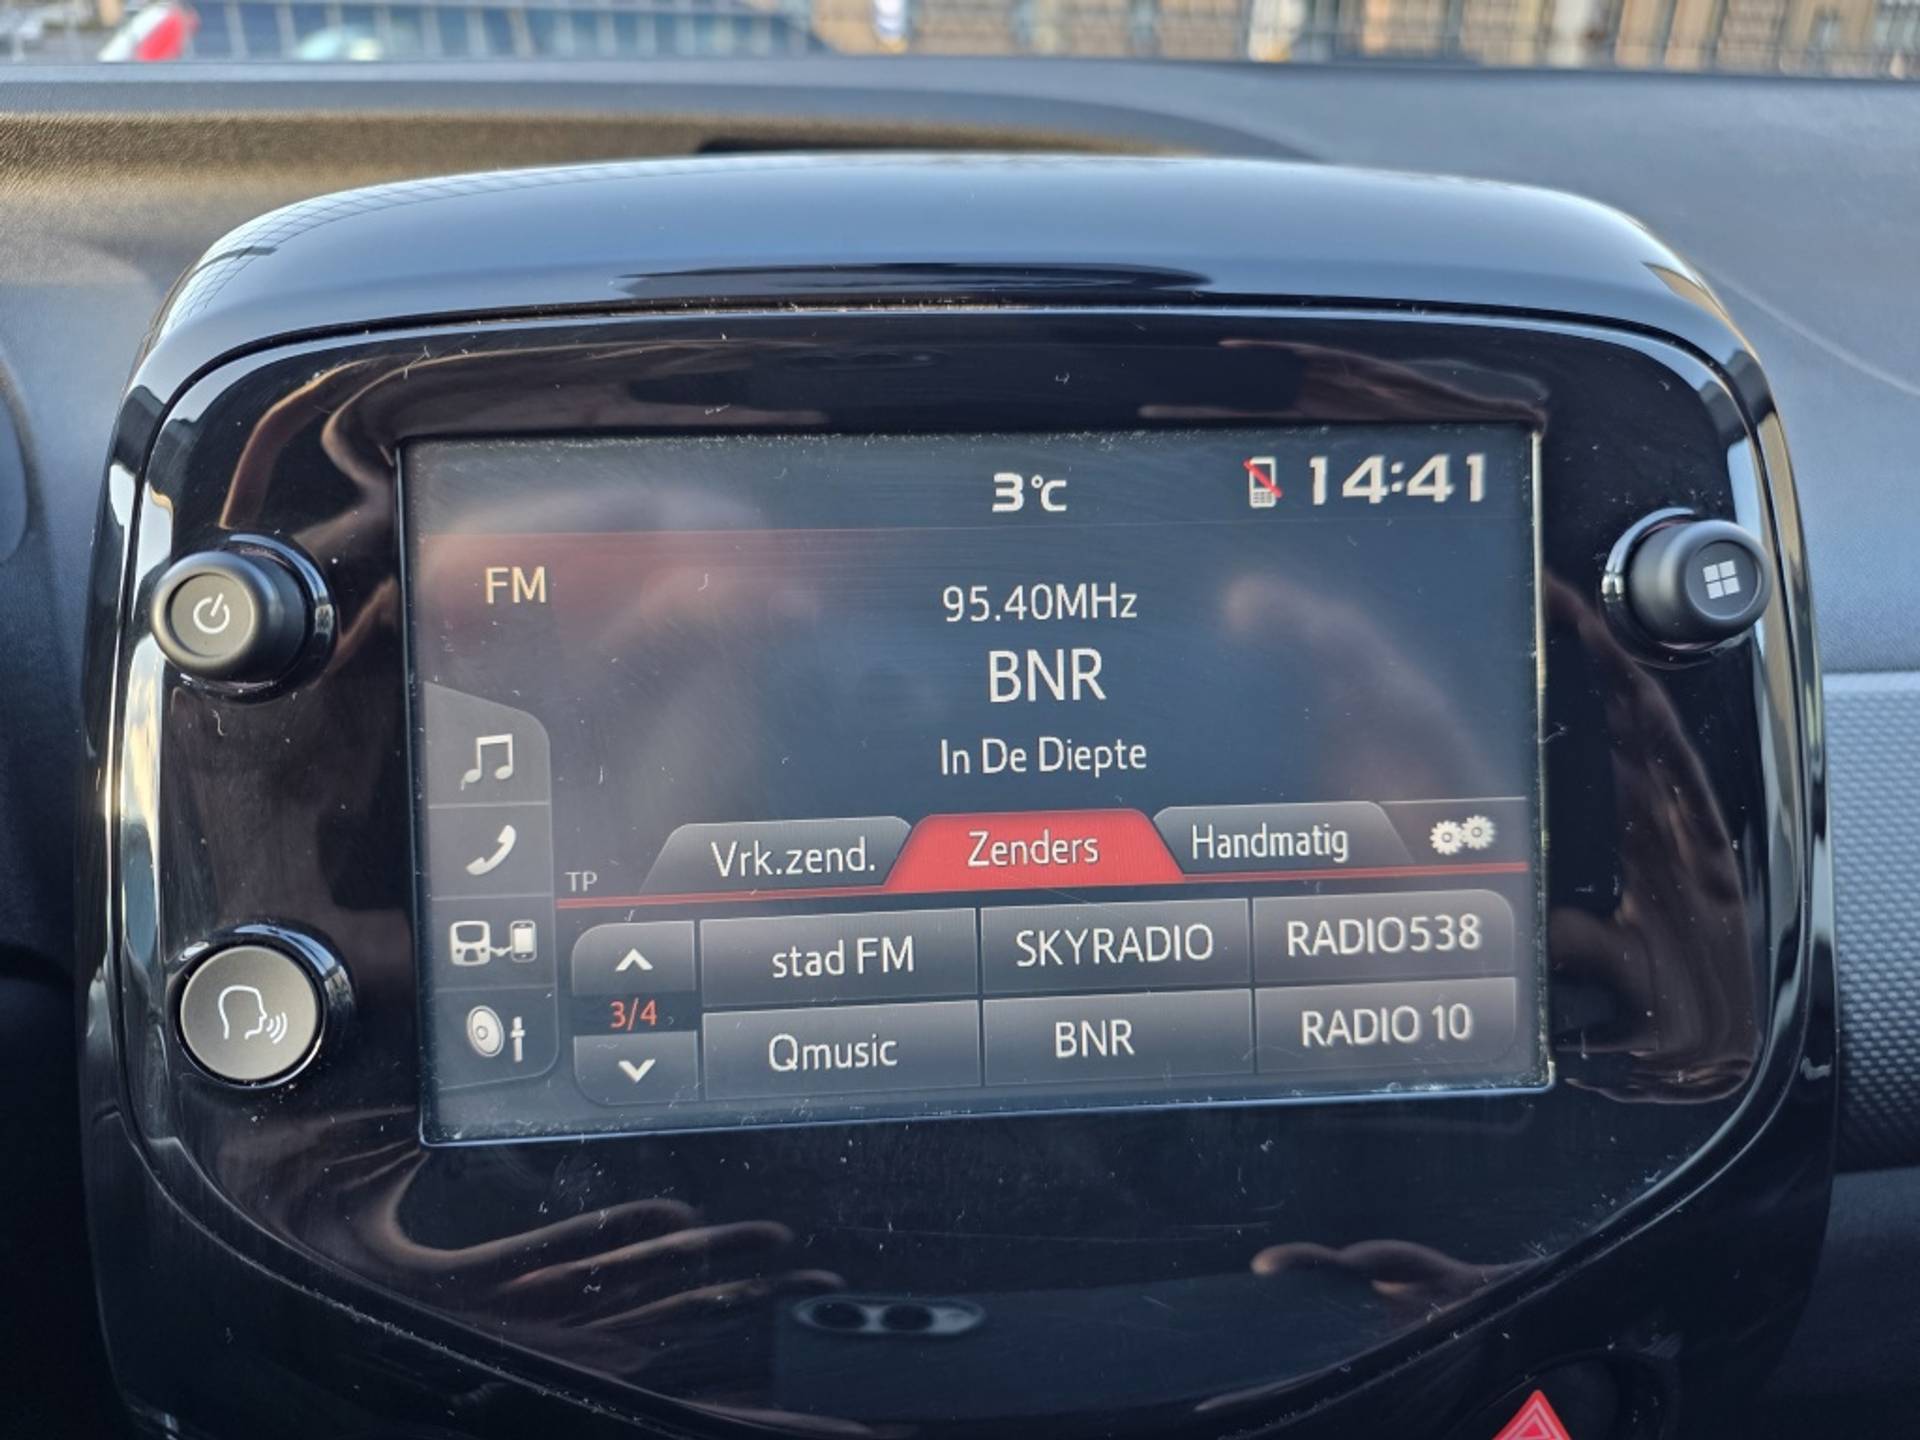 3°C
14:41
FM
95.40MHz
BNR
In De Diepte
TP
Vrk.zend.
Zenders
Handmatig
stad FM
SKYRADIO
RADIO538
3/4
Qmusic
BNR
RADIO 10